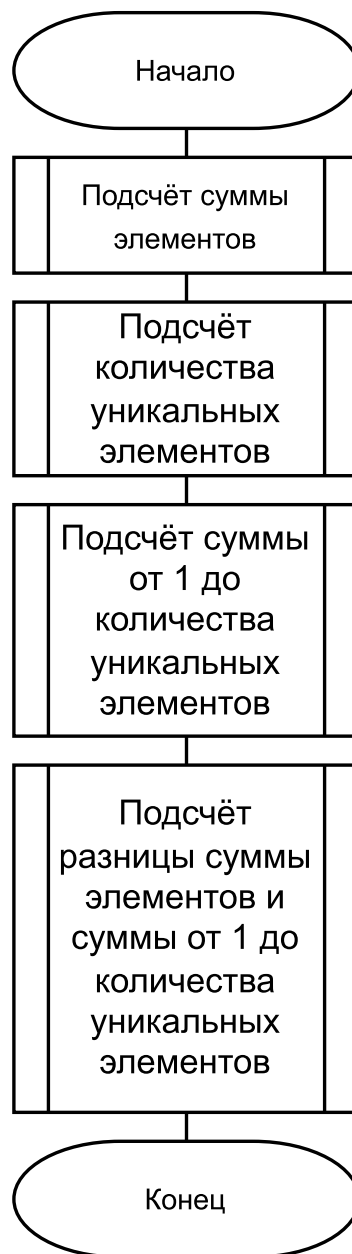 Начало
Подсчёт суммы
элементов
Подсчёт
количества
уникальных
элементов
Подсчёт суммы
от 1 до
количества
уникальных
элементов
Подсчёт
разницы суммы
элементов и
суммы от 1 до
количества
уникальных
элементов
Конец